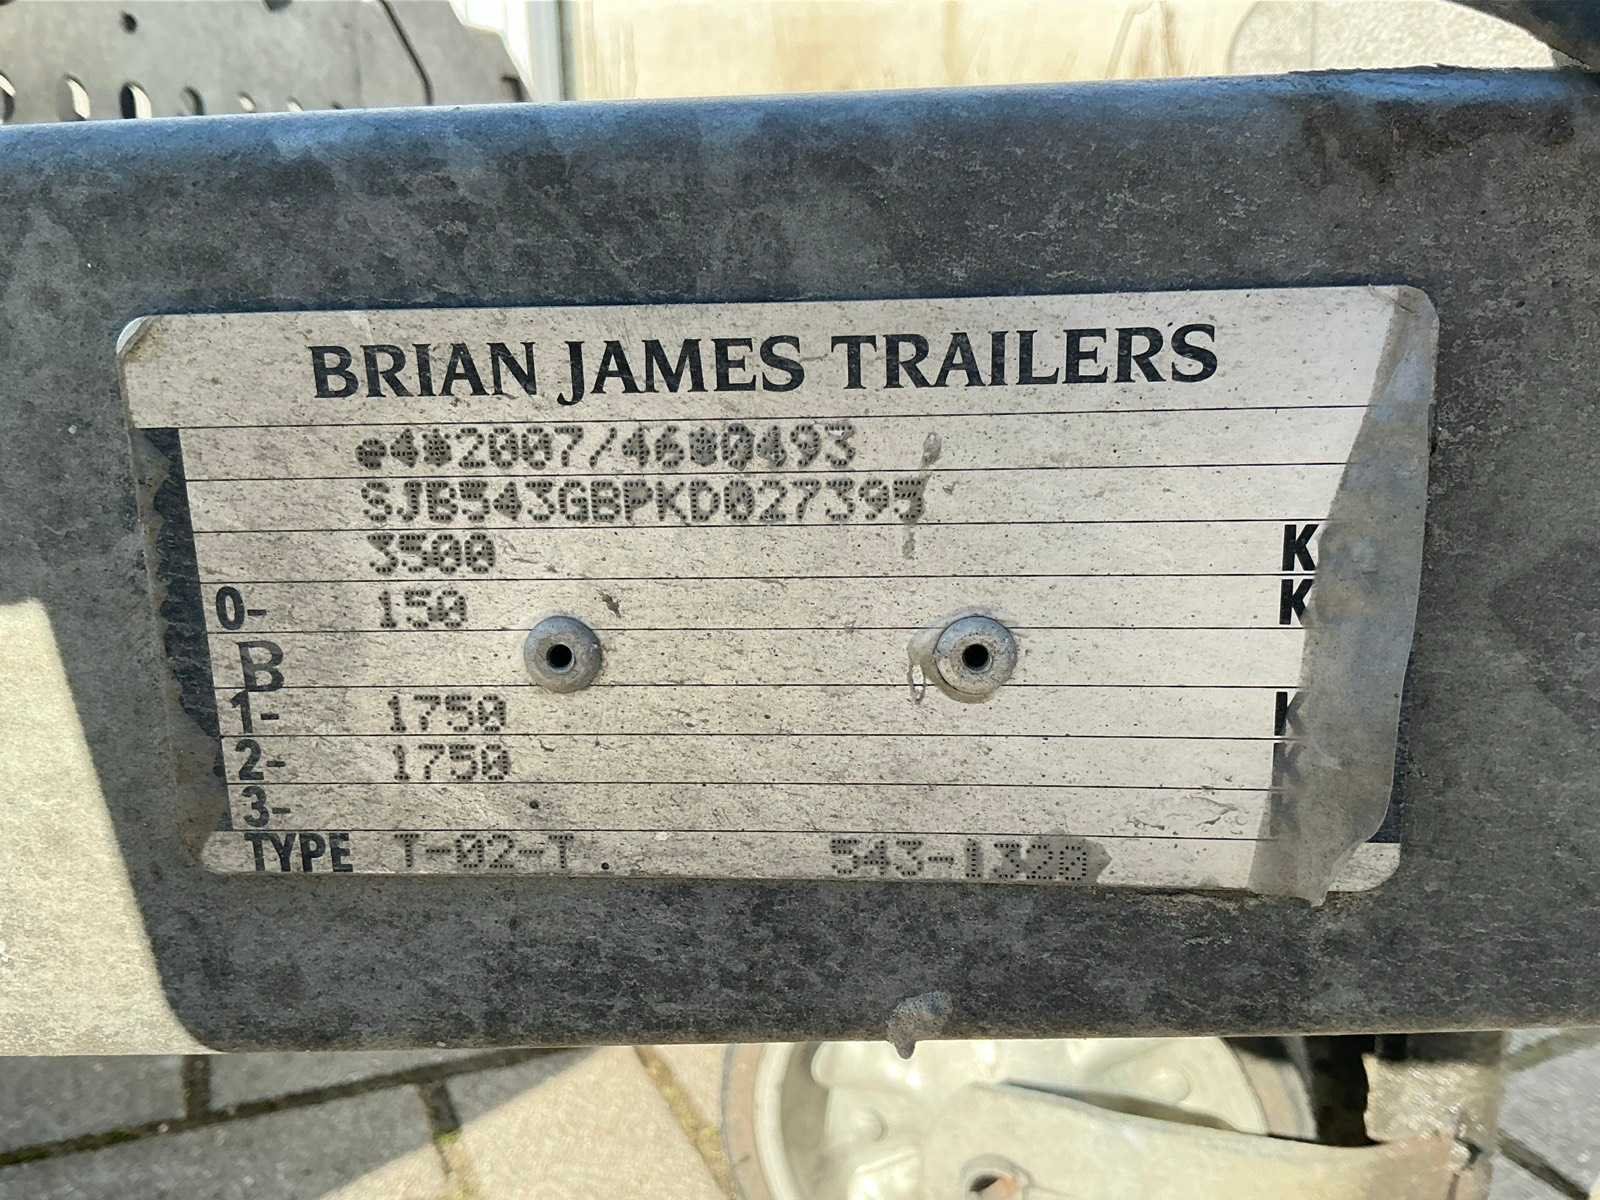 BRIAN JAMES TRAILERS
e4*2007/46*0493
SJB543GBPKD027395
3500 K
0- 150 K
B
1- 1750 K
2- 1750 K
3-
TYPE T-02-T 543-1320